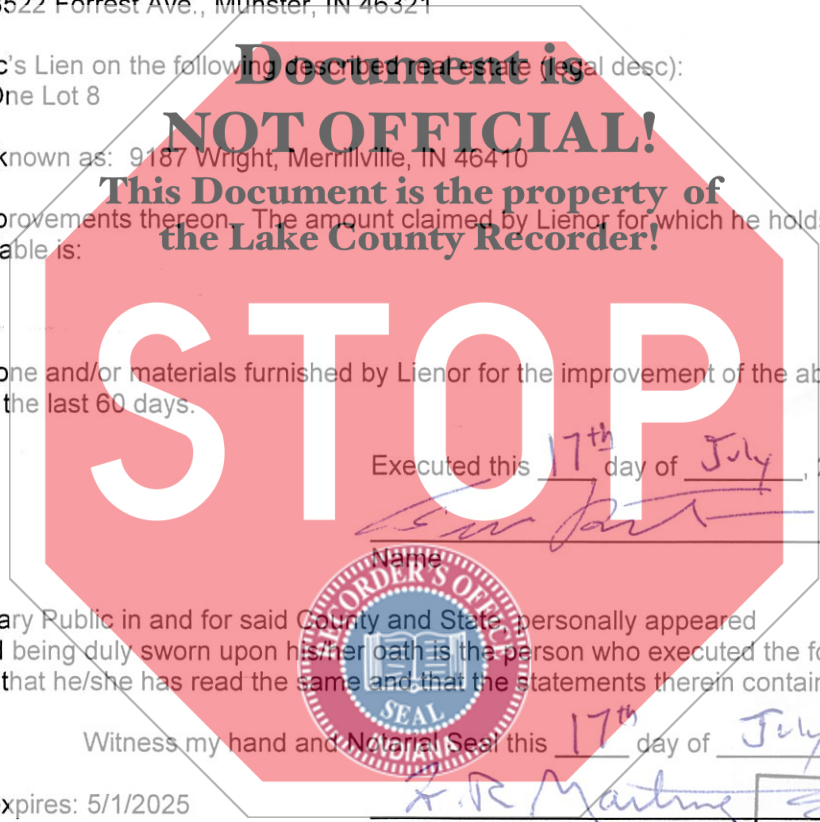 3522 Forrest Ave., Munster, IN 46321
Document is
c's Lien on the following described real estate (legal desc):
One Lot 8
NOT OFFICIAL!
known as: 9187 Wright, Merrillville, IN 46410
This Document is the property of
provements thereon. The amount claimed by Lienor for which he holds
the Lake County Recorder!
able is:
STOP
one and/or materials furnished by Lienor for the improvement of the ab
the last 60 days.
Executed this 17th day of July, 2
Name
RECORDER'S OFFICE
ary Public in and for said County and State, personally appeared
being duly sworn upon his/her oath is the person who executed the fo
that he/she has read the same and that the statements therein contain
SEAL
INDIANA
Witness my hand and Notarial Seal this 17th day of July
xpires: 5/1/2025